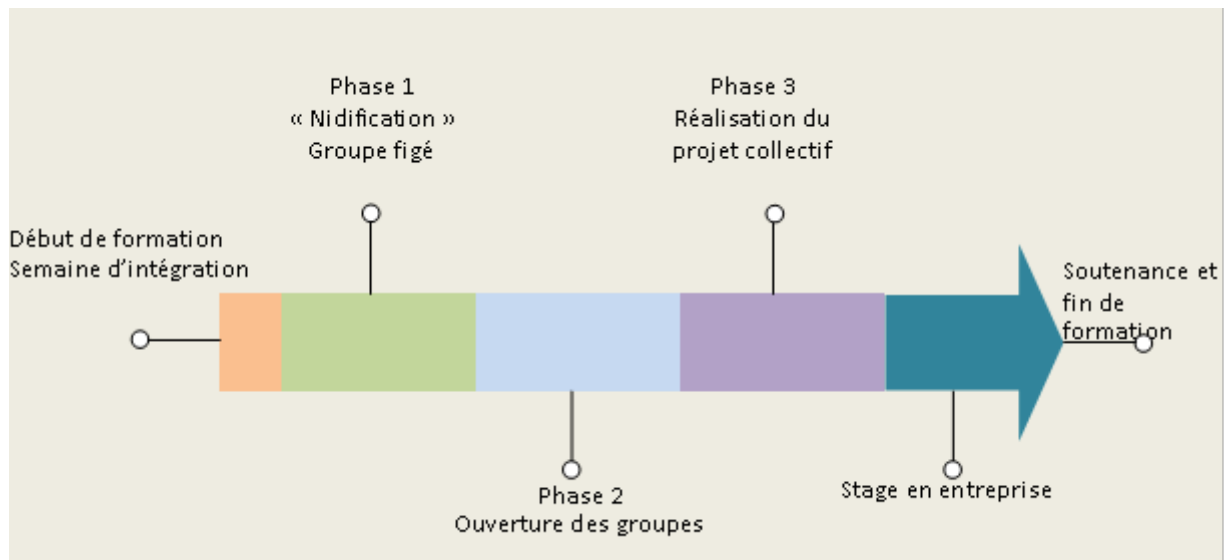 Début de formation
Semaine d'intégration
Phase 1
« Nidification »
Groupe figé
Phase 2
Ouverture des groupes
Phase 3
Réalisation du
projet collectif
Stage en entreprise
Soutenance et
fin de
formation